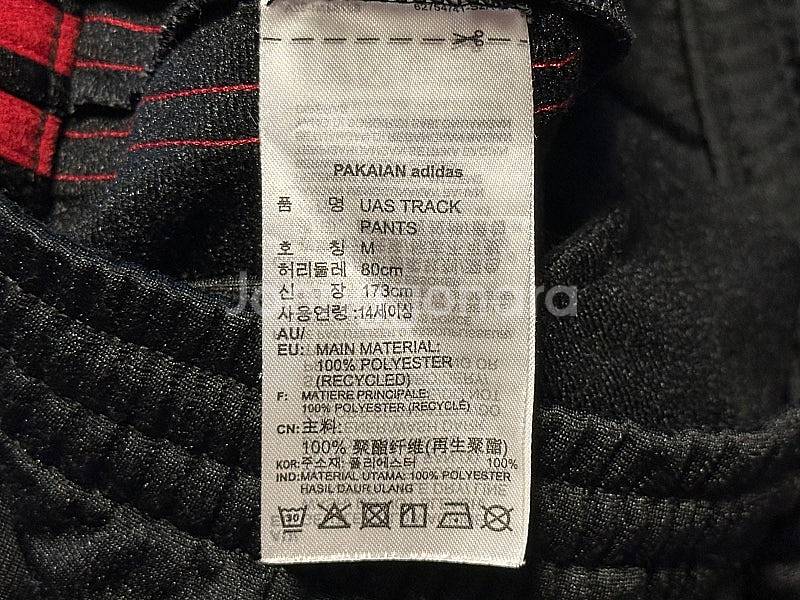 PAKAIAN adidas
품 명 UAS TRACK
PANTS
호 칭 M
허리둘레 80cm
신 장 173cm
사용연령 :14세이상
AU/
EU: MAIN MATERIAL:
100% POLYESTER
(RECYCLED)
F: MATIERE PRINCIPALE:
100% POLYESTER (RECYCLÉ)
CN: 主料:
100% 聚酯纤维(再生聚酯)
KOR: 주소재: 폴리에스터 100%
IND: MATERIAL UTAMA: 100% POLYESTER
HASIL DAUR ULANG
30